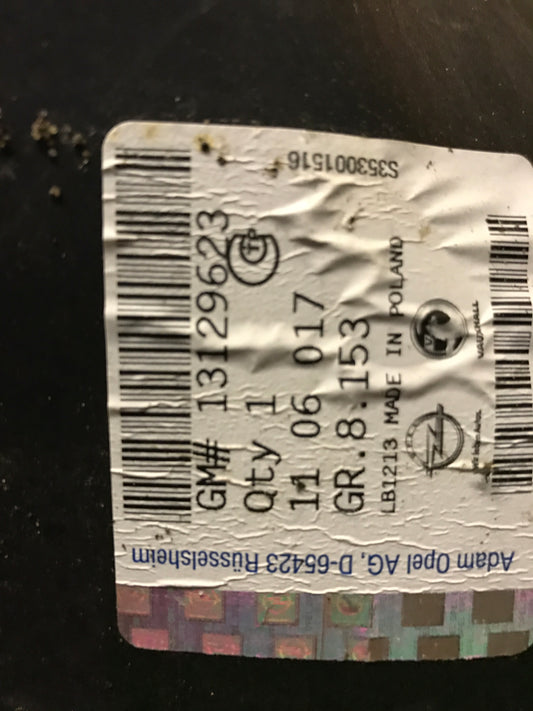 GM# 13129623
Qty 1
11 06 017
GR.8.153
LB1213 MADE IN POLAND
VAUXHALL
OPEL
S353001516
Adam Opel AG, D-65423 Rüsselsheim